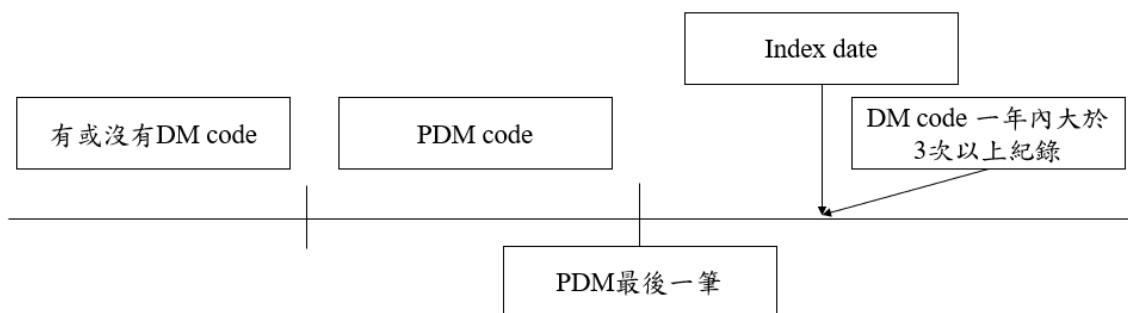 Index date
有或沒有DM code
PDM code
DM code 一年內大於
3次以上紀錄
PDM最後一筆